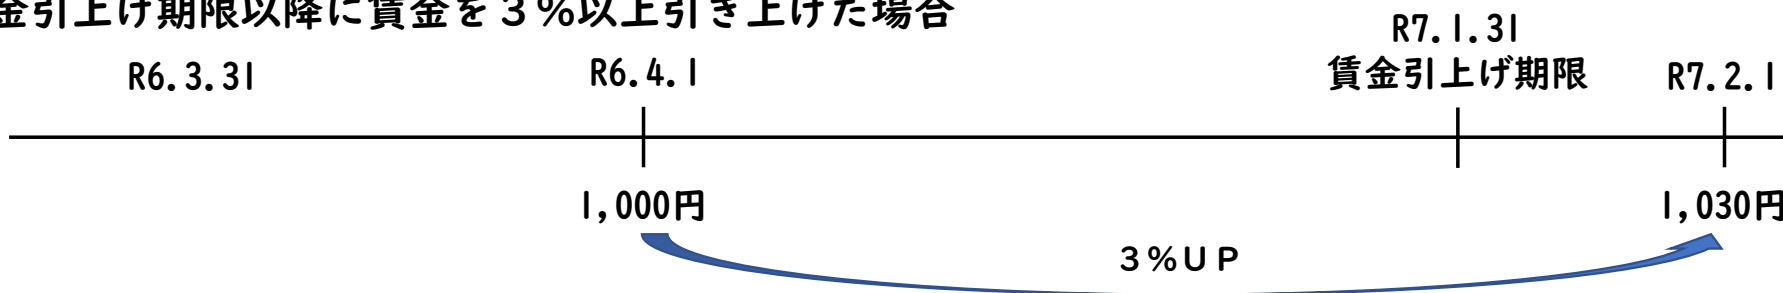 金引上げ期限以降に賃金を３％以上引き上げた場合
R6.3.31
R6.4.1
R7.1.31
賃金引上げ期限
R7.2.1
1,000円
1,030円
３％ＵＰ